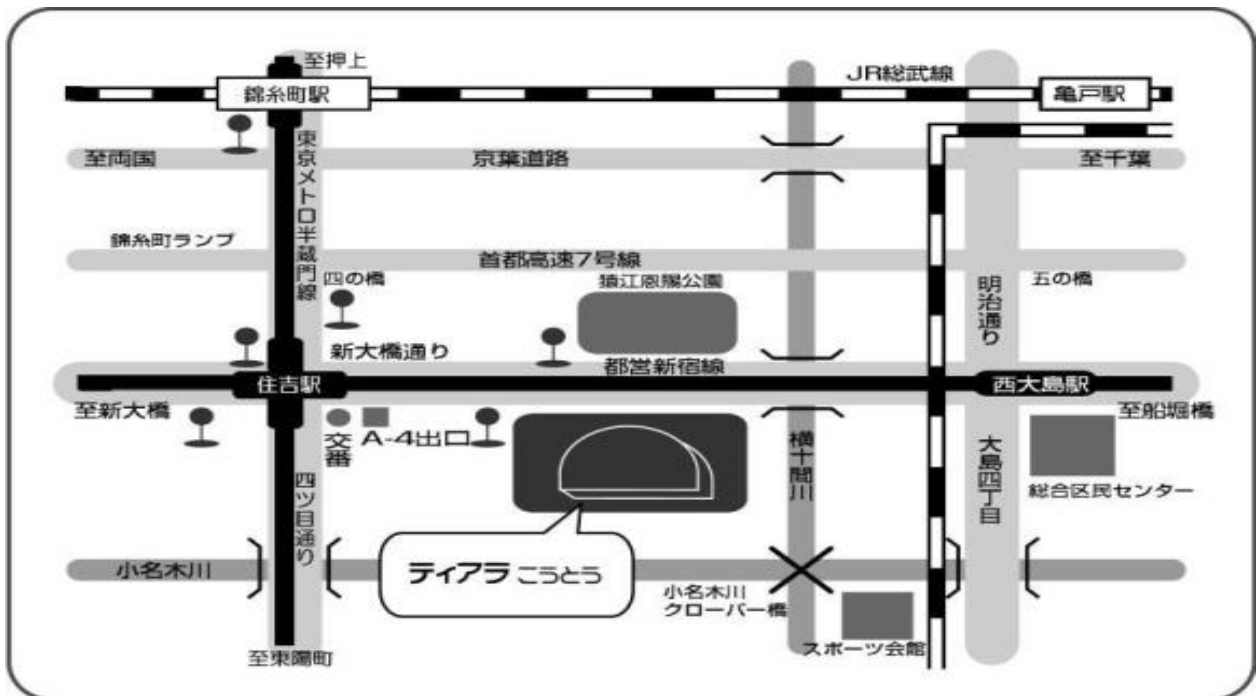 至押上
JR総武線
錦糸町駅
亀戸駅
東京メトロ半蔵門線
至両国
京葉道路
至千葉
錦糸町ランプ
首都高速7号線
四の橋
猿江恩賜公園
明治通り
五の橋
新大橋通り
都営新宿線
住吉駅
西大島駅
至新大橋
至船堀橋
交番
A-4出口
横十間川
大島四丁目
四ツ目通り
総合区民センター
小名木川
ティアラこうとう
小名木川
クローバー橋
スポーツ会館
至東陽町